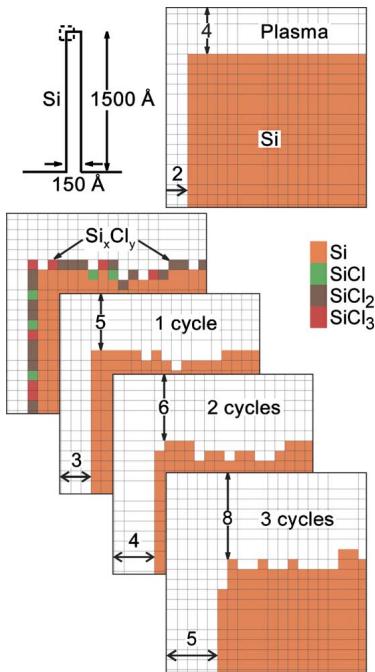 Si
1500 Å
150 Å
4
Plasma
Si
2
SiₓClᵧ
Si
SiCl
SiCl₂
SiCl₃
5
1 cycle
3
6
2 cycles
4
8
3 cycles
5